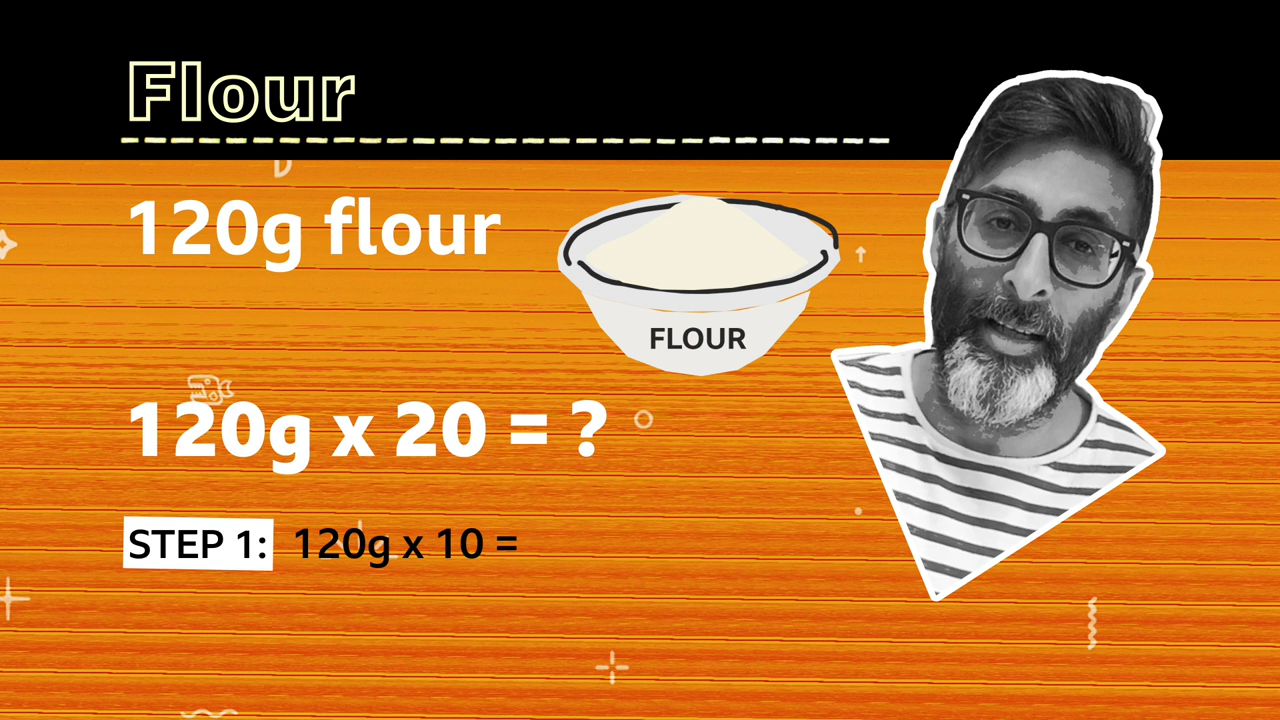 Flour
120g flour
FLOUR
120g x 20 = ?
STEP 1: 120g x 10 =